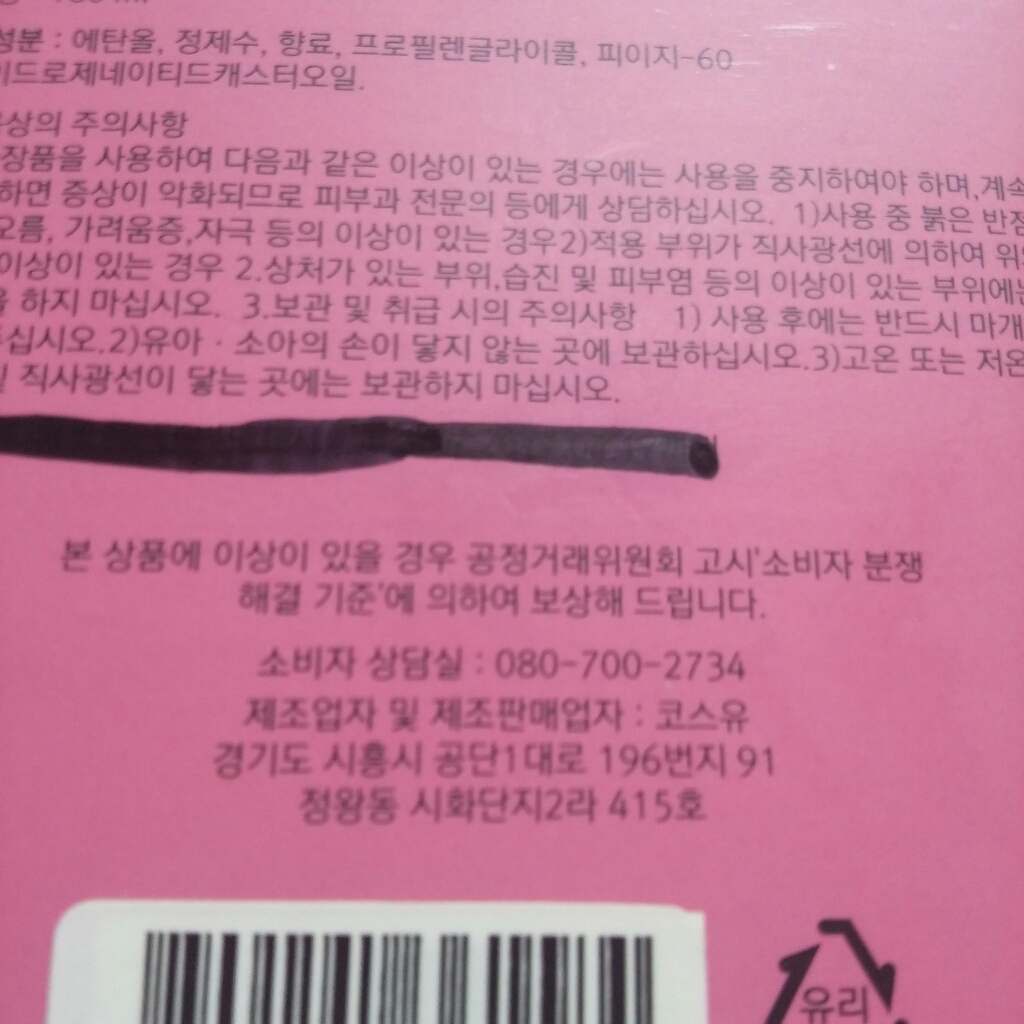 성분 : 에탄올, 정제수, 향료, 프로필렌글라이콜, 피이지-60
이드로제네이티드캐스터오일.
상의 주의사항
장품을 사용하여 다음과 같은 이상이 있는 경우에는 사용을 중지하여야 하며,계속
하면 증상이 악화되므로 피부과 전문의 등에게 상담하십시오. 1)사용 중 붉은 반점
오름, 가려움증,자극 등의 이상이 있는 경우2)적용 부위가 직사광선에 의하여 위
이상이 있는 경우 2.상처가 있는 부위,습진 및 피부염 등의 이상이 있는 부위에는
을 하지 마십시오. 3.보관 및 취급 시의 주의사항 1) 사용 후에는 반드시 마개
십시오.2)유아 · 소아의 손이 닿지 않는 곳에 보관하십시오.3)고온 또는 저온
및 직사광선이 닿는 곳에는 보관하지 마십시오.
본 상품에 이상이 있을 경우 공정거래위원회 고시'소비자 분쟁
해결 기준'에 의하여 보상해 드립니다.
소비자 상담실 : 080-700-2734
제조업자 및 제조판매업자 : 코스유
경기도 시흥시 공단1대로 196번지 91
정왕동 시화단지2라 415호
유리